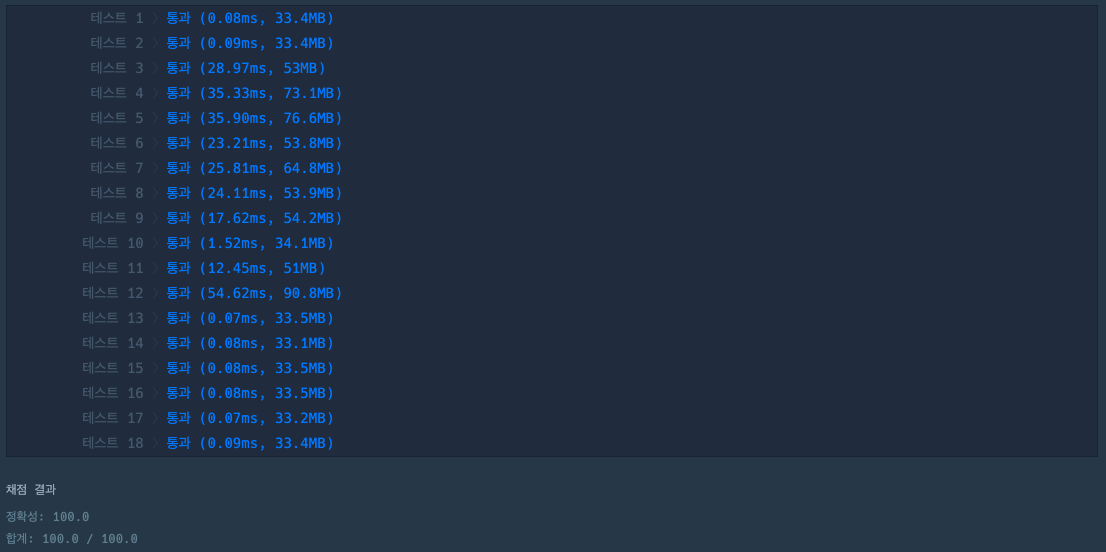 테스트 1 〉 통과 (0.08ms, 33.4MB)
테스트 2 〉 통과 (0.09ms, 33.4MB)
테스트 3 〉 통과 (28.97ms, 53MB)
테스트 4 〉 통과 (35.33ms, 73.1MB)
테스트 5 〉 통과 (35.90ms, 76.6MB)
테스트 6 〉 통과 (23.21ms, 53.8MB)
테스트 7 〉 통과 (25.81ms, 64.8MB)
테스트 8 〉 통과 (24.11ms, 53.9MB)
테스트 9 〉 통과 (17.62ms, 54.2MB)
테스트 10 〉 통과 (1.52ms, 34.1MB)
테스트 11 〉 통과 (12.45ms, 51MB)
테스트 12 〉 통과 (54.62ms, 90.8MB)
테스트 13 〉 통과 (0.07ms, 33.5MB)
테스트 14 〉 통과 (0.08ms, 33.1MB)
테스트 15 〉 통과 (0.08ms, 33.5MB)
테스트 16 〉 통과 (0.08ms, 33.5MB)
테스트 17 〉 통과 (0.07ms, 33.2MB)
테스트 18 〉 통과 (0.09ms, 33.4MB)
채점 결과
정확성: 100.0
합계: 100.0 / 100.0